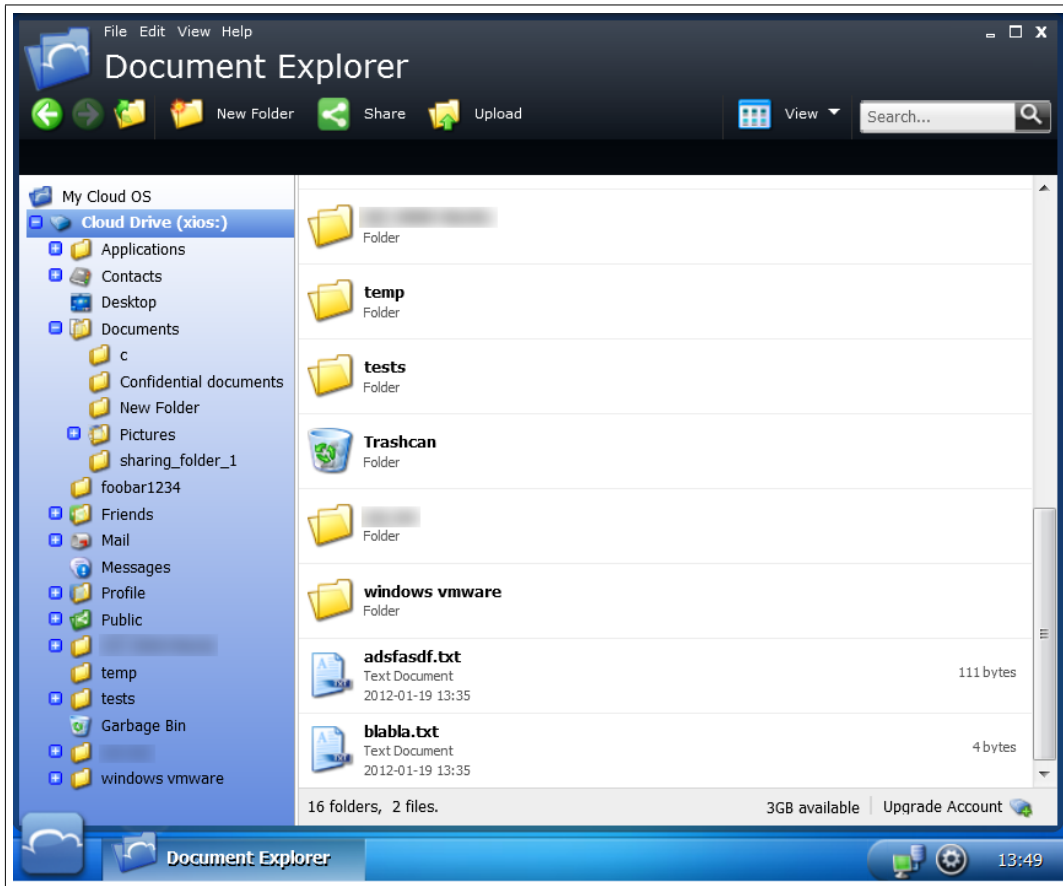 File Edit View Help
Document Explorer
New Folder Share Upload View Search...
My Cloud OS
Cloud Drive (xios:)
Applications
Contacts
Desktop
Documents
c
Confidential documents
New Folder
Pictures
sharing_folder_1
foobar1234
Friends
Mail
Messages
Profile
Public
temp
tests
Garbage Bin
windows vmware
Folder
temp
Folder
tests
Folder
Trashcan
Folder
Folder
windows vmware
Folder
adsfasdf.txt
Text Document 111 bytes
2012-01-19 13:35
blabla.txt
Text Document 4 bytes
2012-01-19 13:35
16 folders, 2 files. 3GB available Upgrade Account
Document Explorer 13:49